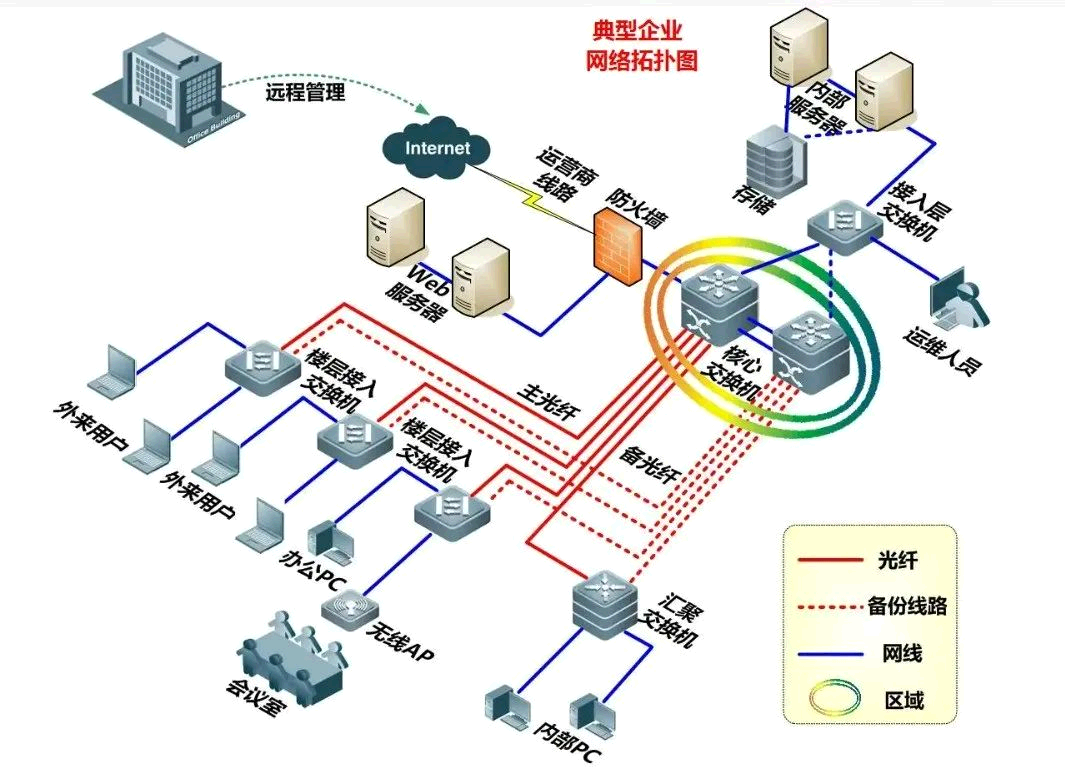 典型企业
网络拓扑图
Office Building
远程管理
Internet
运营商
线路
防火墙
内部
服务器
存储
接入层
交换机
运维人员
Web
服务器
核心
交换机
楼层接入
交换机
主光纤
外来用户
楼层接入
交换机
备光纤
外来用户
办公PC
无线AP
会议室
汇聚
交换机
内部PC
光纤
备份线路
网线
区域